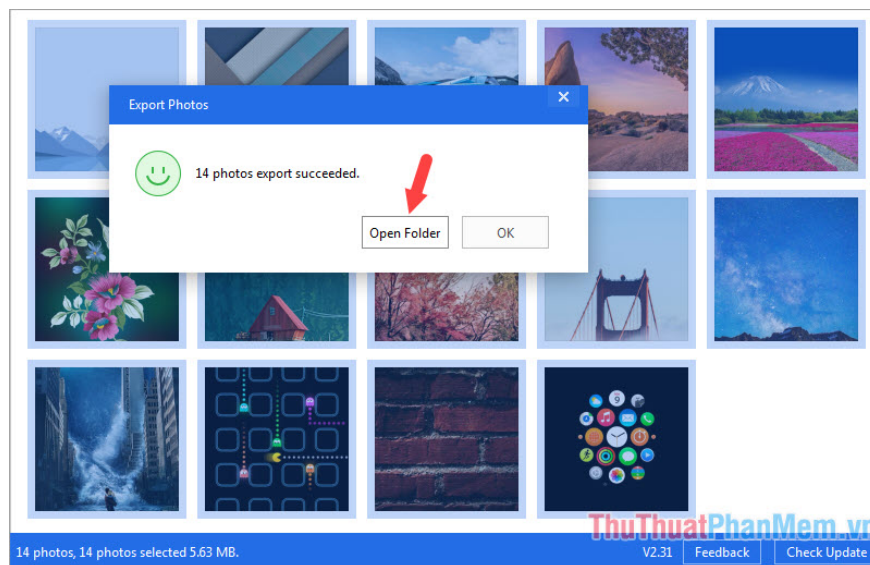 Export Photos
14 photos export succeeded.
Open Folder
OK
9
ThuThuatPhanMem.vn
14 photos, 14 photos selected 5.63 MB.
V2.31
Feedback
Check Update